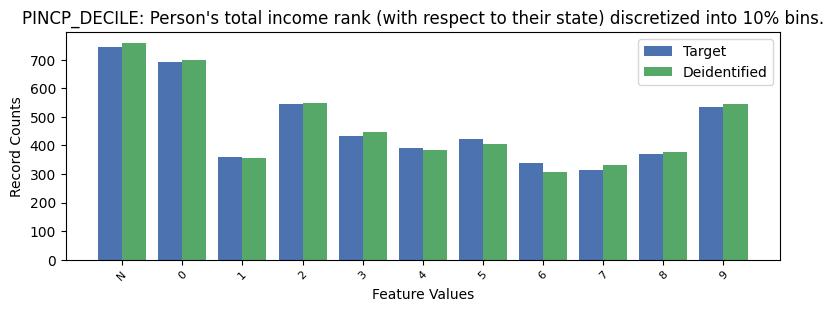 PINCP_DECILE: Person's total income rank (with respect to their state) discretized into 10% bins.
Target
Deidentified
Record Counts
700
600
500
400
300
200
100
0
N 0 1 2 3 4 5 6 7 8 9
Feature Values